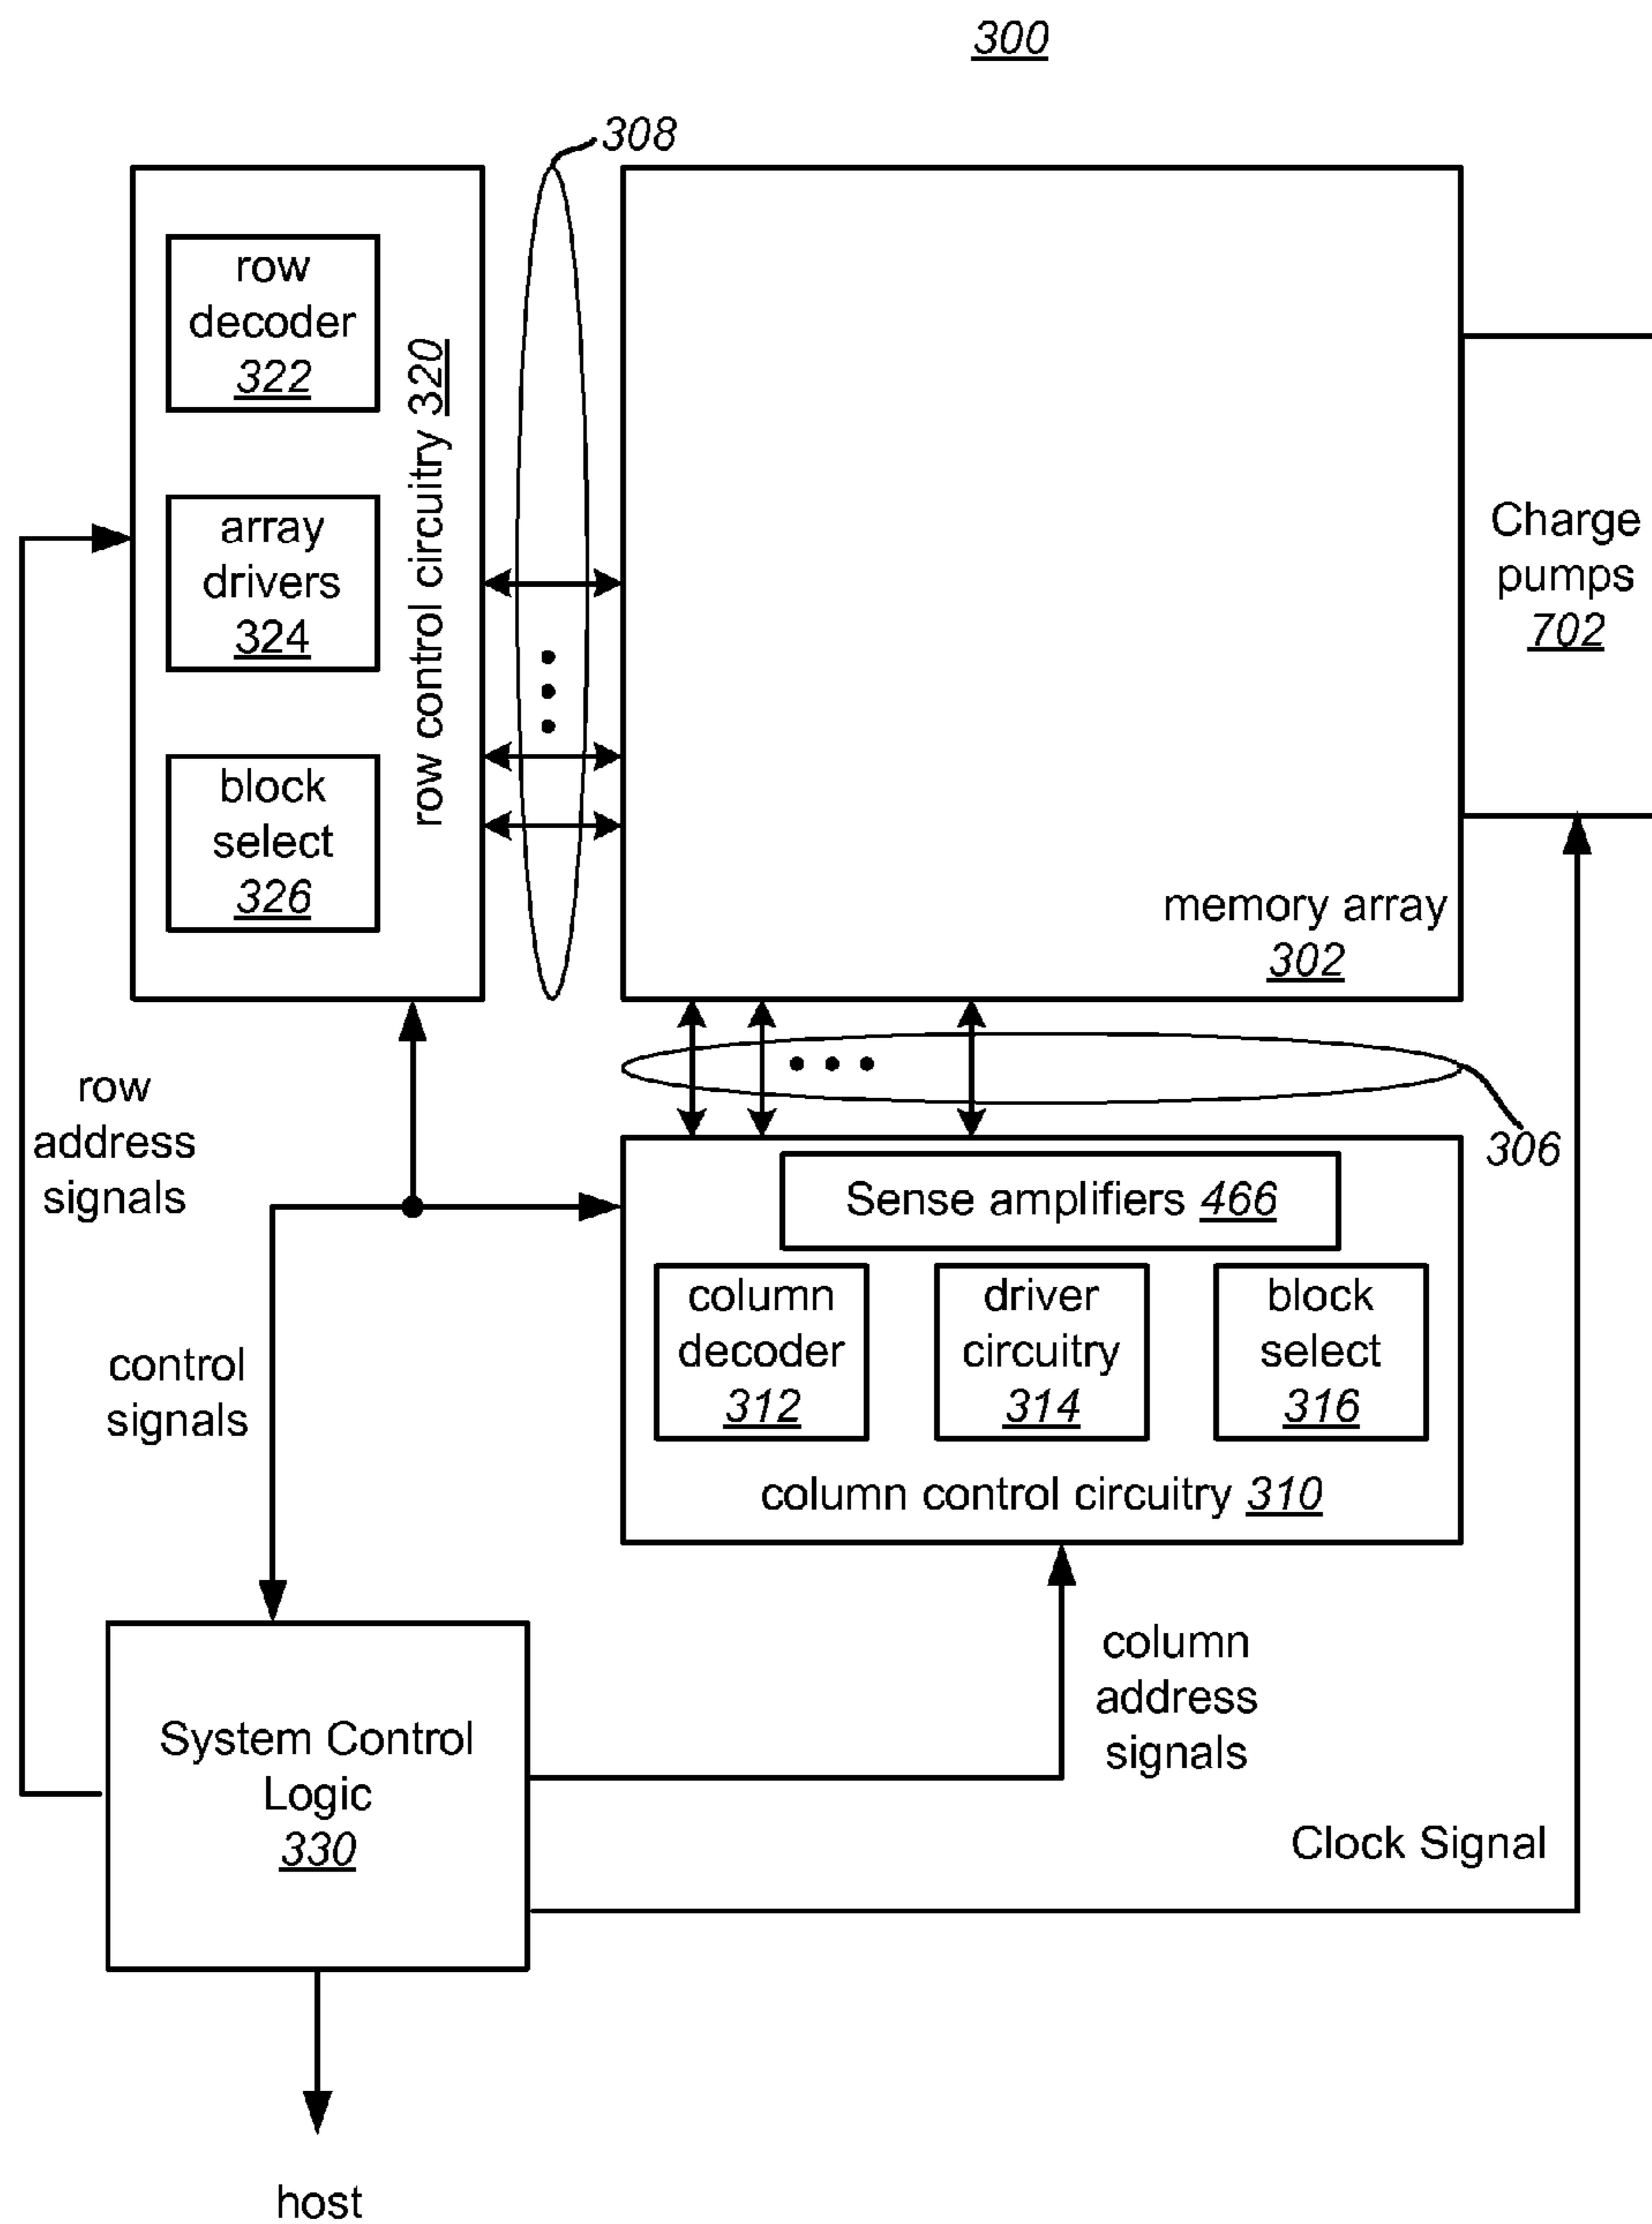 300
308
row
decoder
322
array
drivers
324
block
select
326
row control circuitry 320
memory array
302
Charge
pumps
702
306
row
address
signals
control
signals
Sense amplifiers 466
column
decoder
312
driver
circuitry
314
block
select
316
column control circuitry 310
System Control
Logic
330
column
address
signals
Clock Signal
host